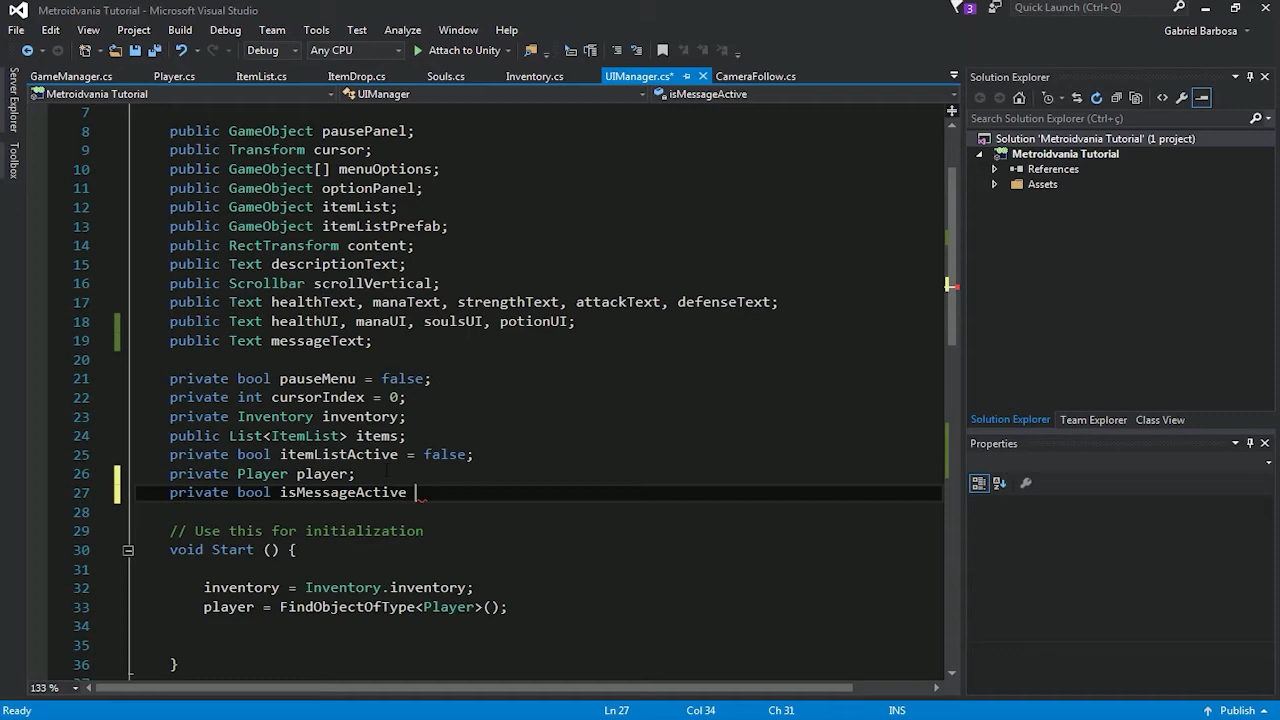 Metroidvania Tutorial - Microsoft Visual Studio
3
Quick Launch (Ctrl+Q)
File Edit View Project Build Debug Team Tools Test Analyze Window Help
Gabriel Barbosa
Debug Any CPU Attach to Unity
GameManager.cs Player.cs ItemList.cs ItemDrop.cs Souls.cs Inventory.cs UIManager.cs* CameraFollow.cs
Metroidvania Tutorial UIManager isMessageActive
7
8 public GameObject pausePanel;
9 public Transform cursor;
10 public GameObject[] menuOptions;
11 public GameObject optionPanel;
12 public GameObject itemList;
13 public GameObject itemListPrefab;
14 public RectTransform content;
15 public Text descriptionText;
16 public Scrollbar scrollVertical;
17 public Text healthText, manaText, strengthText, attackText, defenseText;
18 public Text healthUI, manaUI, soulsUI, potionUI;
19 public Text messageText;
20
21 private bool pauseMenu = false;
22 private int cursorIndex = 0;
23 private Inventory inventory;
24 public List<ItemList> items;
25 private bool itemListActive = false;
26 private Player player;
27 private bool isMessageActive
28
29 // Use this for initialization
30 void Start () {
31
32 inventory = Inventory.inventory;
33 player = FindObjectOfType<Player>();
34
35
36 }
133 %
Server Explorer
Toolbox
Solution Explorer
Search Solution Explorer (Ctrl+ç)
Solution 'Metroidvania Tutorial' (1 project)
Metroidvania Tutorial
References
Assets
Solution Explorer Team Explorer Class View
Properties
Ready Ln 27 Col 34 Ch 31 INS Publish